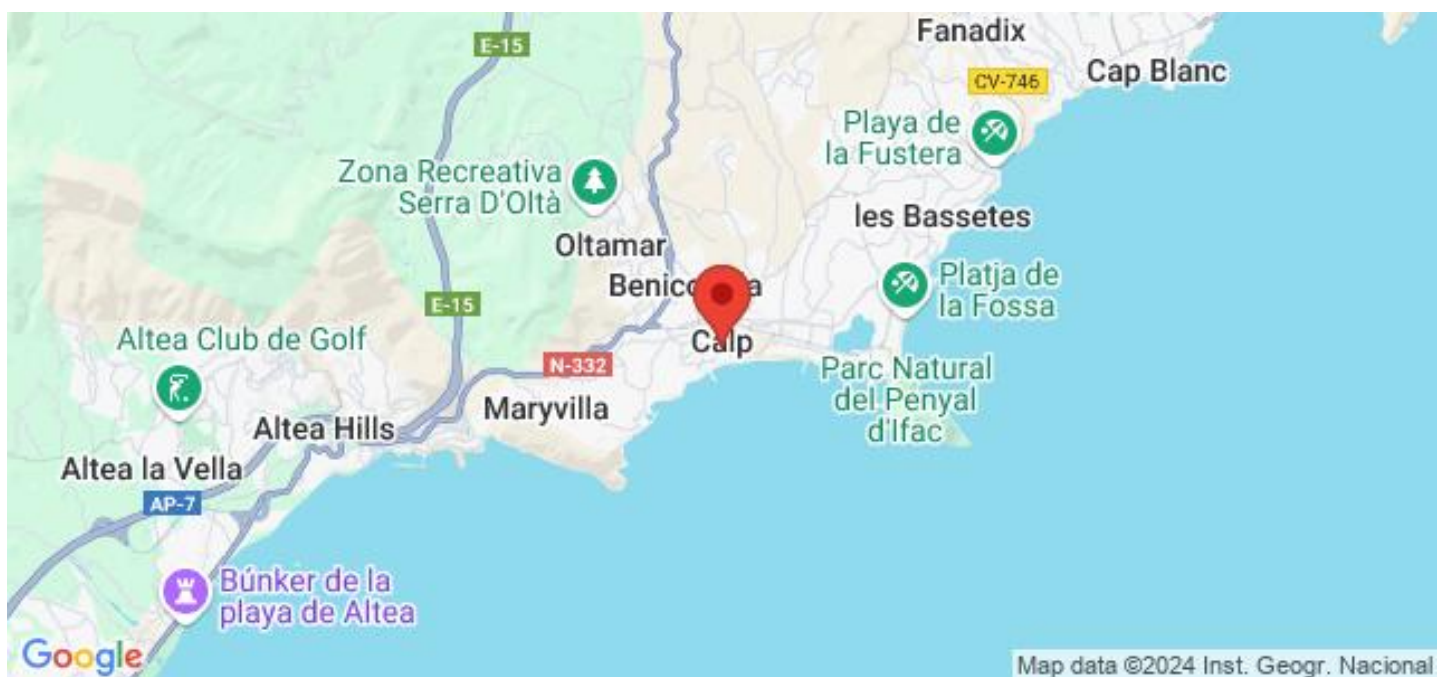 E-15
Fanadix
Cap Blanc
CV-746
Playa de
la Fustera
Zona Recreativa
Serra D'Oltà
les Bassetes
Oltamar
Platja de
la Fossa
E-15
Altea Club de Golf
Calp
N-332
Parc Natural
del Penyal
d'Ifac
Maryvilla
Altea Hills
Altea la Vella
AP-7
Búnker de la
playa de Altea
Google
Map data ©2024 Inst. Geogr. Nacional